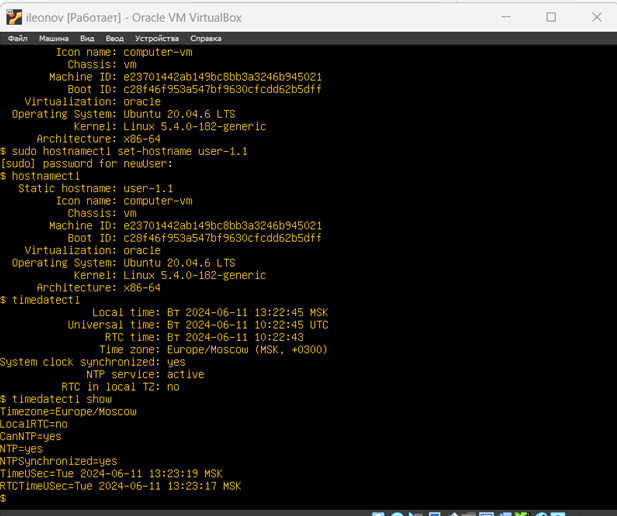 ileonov [Работает] - Oracle VM VirtualBox
Файл Машина Вид Ввод Устройства Справка
Icon name: computer-vm
Chassis: vm
Machine ID: e23701442ab149bc8bb3a3246b945021
Boot ID: c28f46f953a547bf9630cfcdd62b5dff
Virtualization: oracle
Operating System: Ubuntu 20.04.6 LTS
Kernel: Linux 5.4.0-182-generic
Architecture: x86-64
$ sudo hostnamectl set-hostname user-1.1
[sudo] password for newUser:
$ hostnamectl
Static hostname: user-1.1
Icon name: computer-vm
Chassis: vm
Machine ID: e23701442ab149bc8bb3a3246b945021
Boot ID: c28f46f953a547bf9630cfcdd62b5dff
Virtualization: oracle
Operating System: Ubuntu 20.04.6 LTS
Kernel: Linux 5.4.0-182-generic
Architecture: x86-64
$ timedatectl
Local time: Вт 2024-06-11 13:22:45 MSK
Universal time: Вт 2024-06-11 10:22:45 UTC
RTC time: Вт 2024-06-11 10:22:43
Time zone: Europe/Moscow (MSK, +0300)
System clock synchronized: yes
NTP service: active
RTC in local TZ: no
$ timedatectl show
Timezone=Europe/Moscow
LocalRTC=no
CanNTP=yes
NTP=yes
NTPSynchronized=yes
TimeUSec=Tue 2024-06-11 13:23:19 MSK
RTCTimeUSec=Tue 2024-06-11 13:23:17 MSK
$